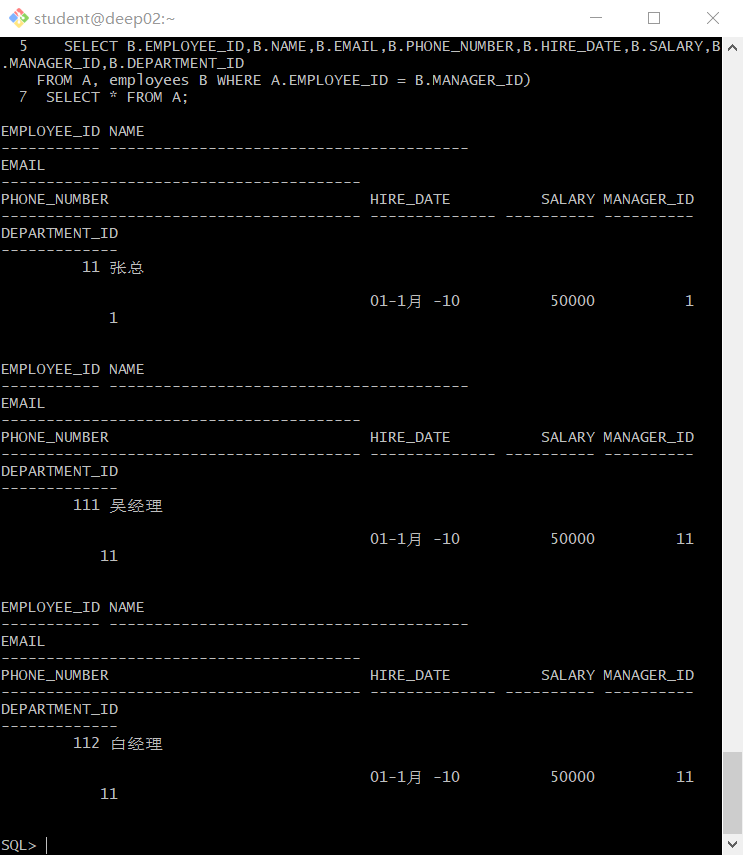 student@deep02:~
  5    SELECT B.EMPLOYEE_ID,B.NAME,B.EMAIL,B.PHONE_NUMBER,B.HIRE_DATE,B.SALARY,B
.MANAGER_ID,B.DEPARTMENT_ID
    FROM A, employees B WHERE A.EMPLOYEE_ID = B.MANAGER_ID)
  7  SELECT * FROM A;
EMPLOYEE_ID NAME
----------- ----------------------------------------
EMAIL
----------------------------------------
PHONE_NUMBER                             HIRE_DATE          SALARY MANAGER_ID
---------------------------------------- -------------- ---------- ----------
DEPARTMENT_ID
-------------
         11 张总
                                         01-1月 -10          50000          1
            1
EMPLOYEE_ID NAME
----------- ----------------------------------------
EMAIL
----------------------------------------
PHONE_NUMBER                             HIRE_DATE          SALARY MANAGER_ID
---------------------------------------- -------------- ---------- ----------
DEPARTMENT_ID
-------------
        111 吴经理
                                         01-1月 -10          50000         11
           11
EMPLOYEE_ID NAME
----------- ----------------------------------------
EMAIL
----------------------------------------
PHONE_NUMBER                             HIRE_DATE          SALARY MANAGER_ID
---------------------------------------- -------------- ---------- ----------
DEPARTMENT_ID
-------------
        112 白经理
                                         01-1月 -10          50000         11
           11
SQL>